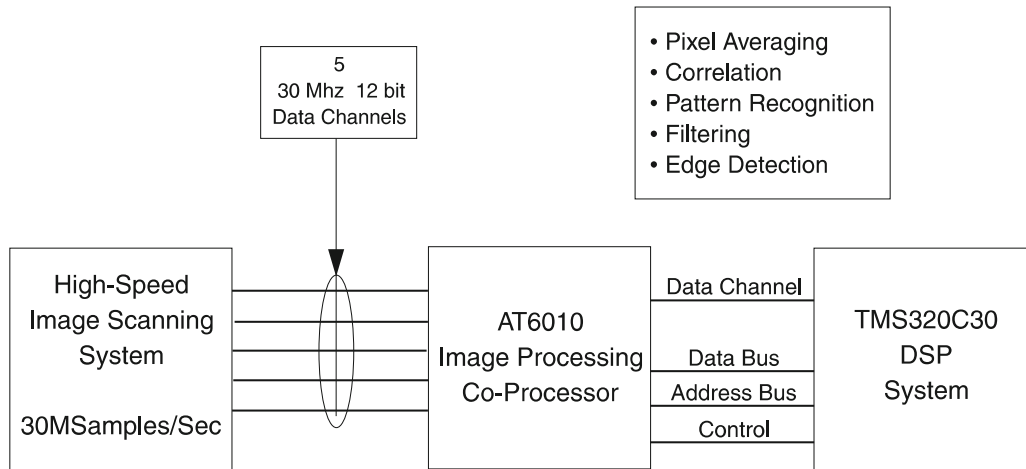 5
30 Mhz 12 bit
Data Channels
• Pixel Averaging
• Correlation
• Pattern Recognition
• Filtering
• Edge Detection
High-Speed
Image Scanning
System
30MSamples/Sec
AT6010
Image Processing
Co-Processor
Data Channel
Data Bus
Address Bus
Control
TMS320C30
DSP
System